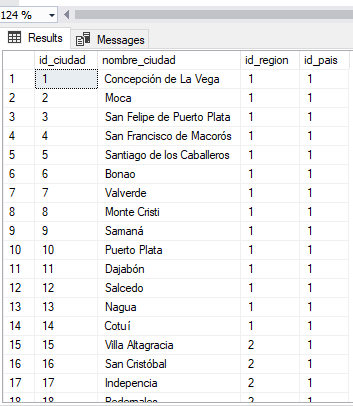 124 %
Results Messages
id_ciudad nombre_ciudad id_region id_pais
1 1 Concepción de La Vega 1 1
2 2 Moca 1 1
3 3 San Felipe de Puerto Plata 1 1
4 4 San Francisco de Macorós 1 1
5 5 Santiago de los Caballeros 1 1
6 6 Bonao 1 1
7 7 Valverde 1 1
8 8 Monte Cristi 1 1
9 9 Samaná 1 1
10 10 Puerto Plata 1 1
11 11 Dajabón 1 1
12 12 Salcedo 1 1
13 13 Nagua 1 1
14 14 Cotuí 1 1
15 15 Villa Altagracia 2 1
16 16 San Cristóbal 2 1
17 17 Indepencia 2 1
18 18 Pedernales 2 1